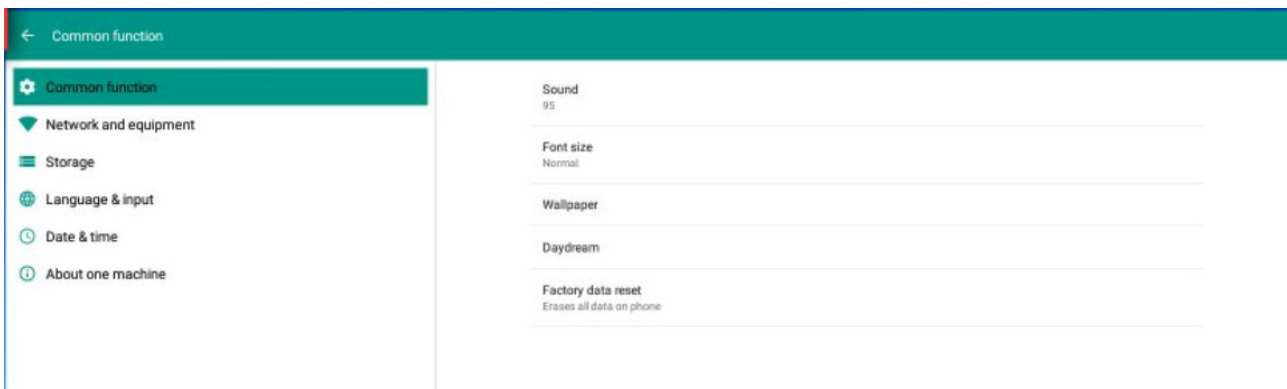 Common function
Common function
Network and equipment
Storage
Language & input
Date & time
About one machine
Sound
95
Font size
Normal
Wallpaper
Daydream
Factory data reset
Erases all data on phone